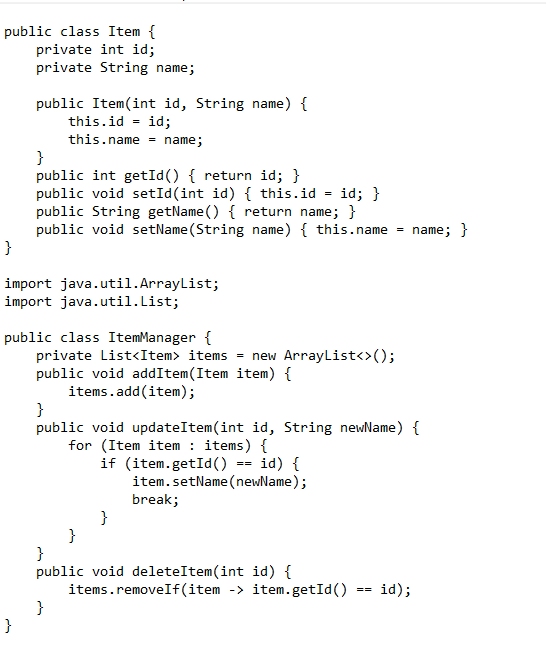 public class Item {
    private int id;
    private String name;

    public Item(int id, String name) {
        this.id = id;
        this.name = name;
    }
    public int getId() { return id; }
    public void setId(int id) { this.id = id; }
    public String getName() { return name; }
    public void setName(String name) { this.name = name; }
}

import java.util.ArrayList;
import java.util.List;

public class ItemManager {
    private List<Item> items = new ArrayList<>();
    public void addItem(Item item) {
        items.add(item);
    }
    public void updateItem(int id, String newName) {
        for (Item item : items) {
            if (item.getId() == id) {
                item.setName(newName);
                break;
            }
        }
    }
    public void deleteItem(int id) {
        items.removeIf(item -> item.getId() == id);
    }
}